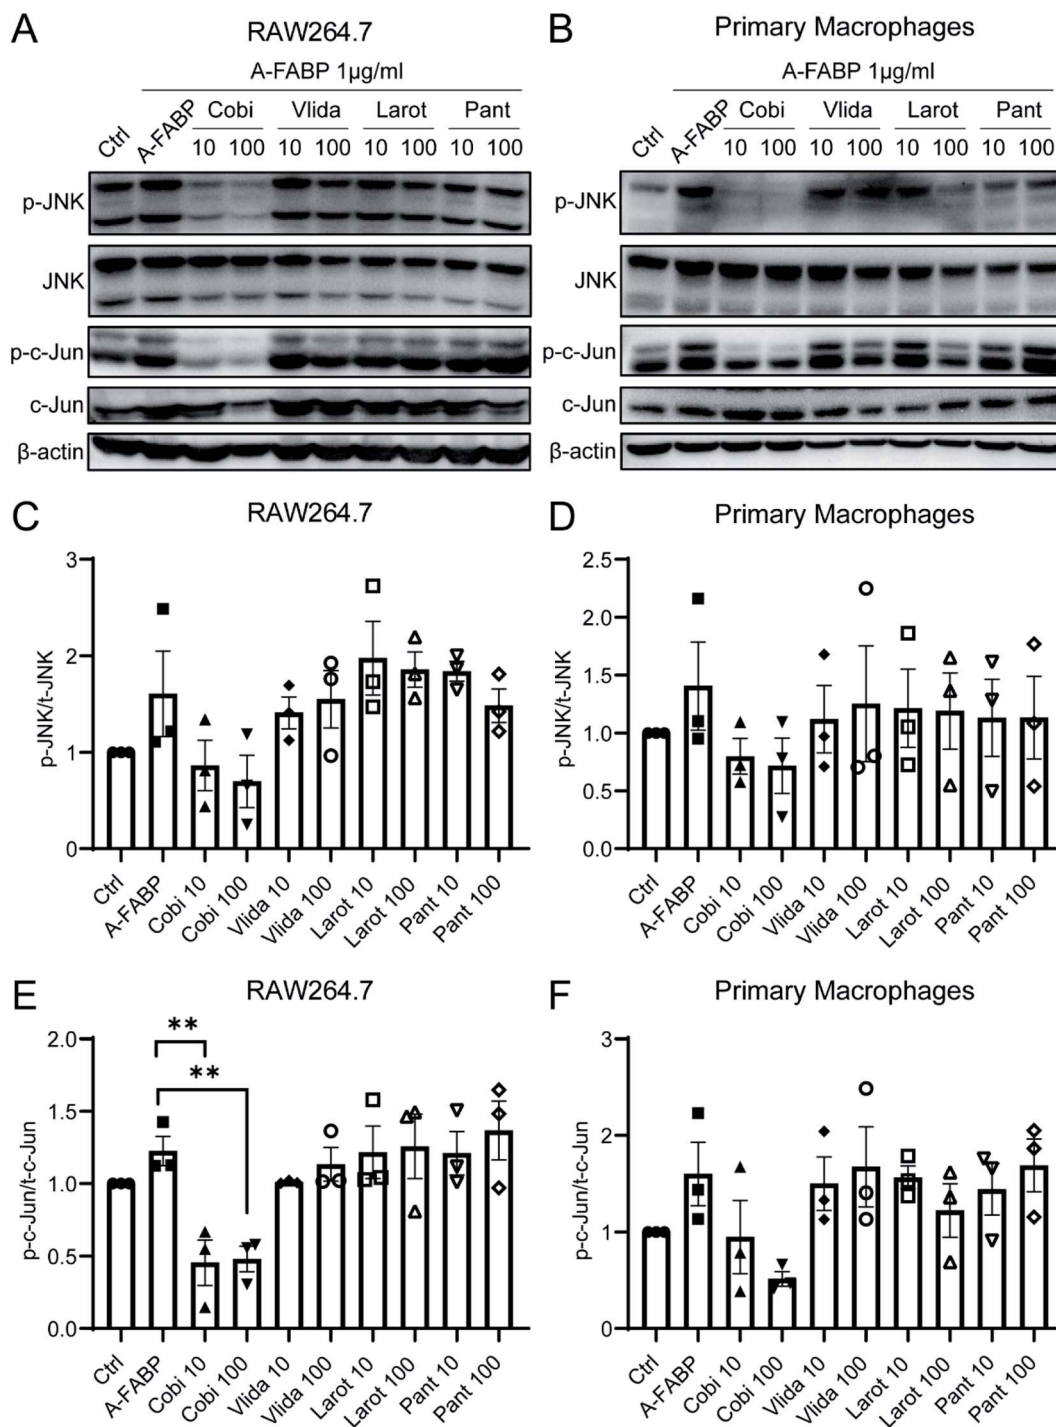 A
RAW264.7
A-FABP 1µg/ml
Ctrl
A-FABP
Cobi
Vlida
Larot
Pant
10 100 10 100 10 100 10 100
p-JNK
JNK
p-c-Jun
c-Jun
β-actin
B
Primary Macrophages
A-FABP 1µg/ml
Ctrl
A-FABP
Cobi
Vlida
Larot
Pant
10 100 10 100 10 100 10 100
p-JNK
JNK
p-c-Jun
c-Jun
β-actin
C
RAW264.7
p-JNK/t-JNK
3
2
1
0
Ctrl
A-FABP
Cobi 10
Cobi 100
Vlida 10
Vlida 100
Larot 10
Larot 100
Pant 10
Pant 100
D
Primary Macrophages
p-JNK/t-JNK
2.5
2.0
1.5
1.0
0.5
0.0
Ctrl
A-FABP
Cobi 10
Cobi 100
Vlida 10
Vlida 100
Larot 10
Larot 100
Pant 10
Pant 100
E
RAW264.7
p-c-Jun/t-c-Jun
2.0
1.5
1.0
0.5
0.0
**
**
Ctrl
A-FABP
Cobi 10
Cobi 100
Vlida 10
Vlida 100
Larot 10
Larot 100
Pant 10
Pant 100
F
Primary Macrophages
p-c-Jun/t-c-Jun
3
2
1
0
Ctrl
A-FABP
Cobi 10
Cobi 100
Vlida 10
Vlida 100
Larot 10
Larot 100
Pant 10
Pant 100